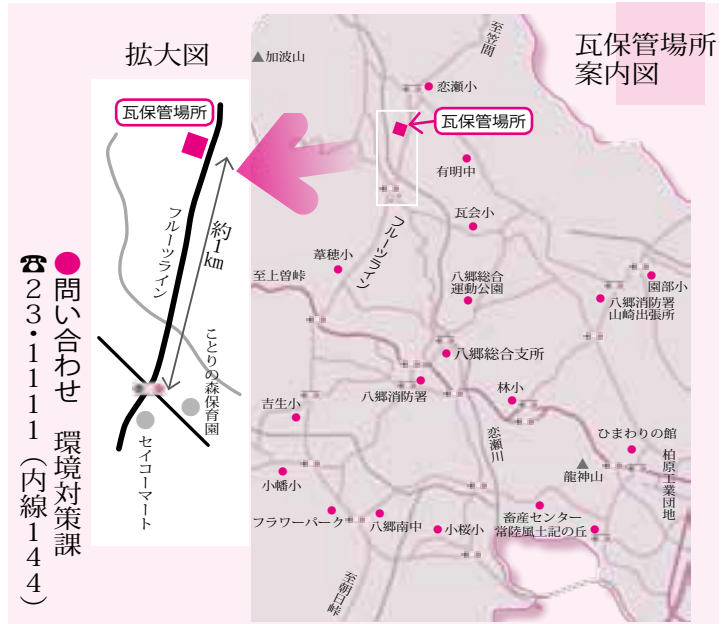 瓦保管場所
案内図
拡大図
瓦保管場所
フルーツライン
約1km
ことりの森保育園
セイコーマート
●問い合わせ 環境対策課
☎23・1111(内線144)
至笠間
▲加波山
恋瀬小
瓦保管場所
有明中
瓦会小
フルーツライン
葦穂小
至上曽峠
八郷総合
運動公園
園部小
八郷消防署
山崎出張所
八郷総合支所
八郷消防署
林小
吉生小
恋瀬川
ひまわりの館
龍神山
柏原工業団地
小幡小
フラワーパーク
八郷南中
小桜小
畜産センター
常陸風土記の丘
至朝日峠